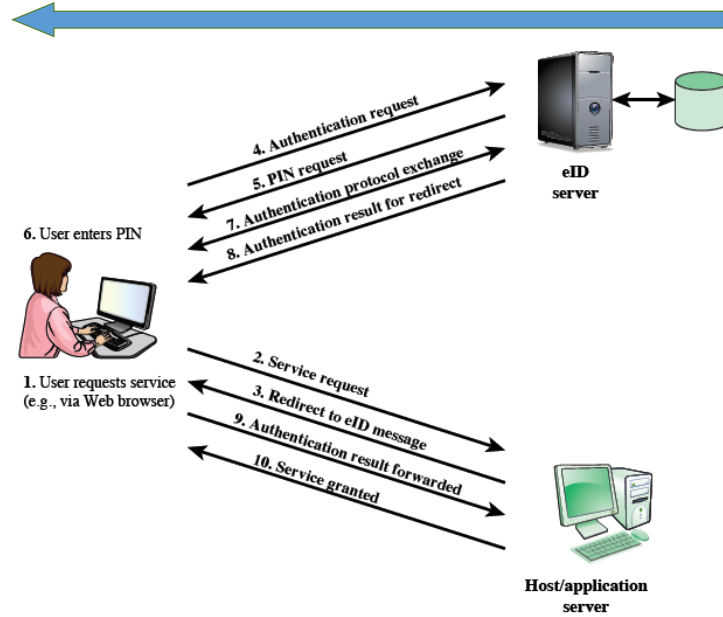 4. Authentication request
5. PIN request
7. Authentication protocol exchange
8. Authentication result for redirect
eID
server
6. User enters PIN
1. User requests service
(e.g., via Web browser)
2. Service request
3. Redirect to eID message
9. Authentication result forwarded
10. Service granted
Host/application
server